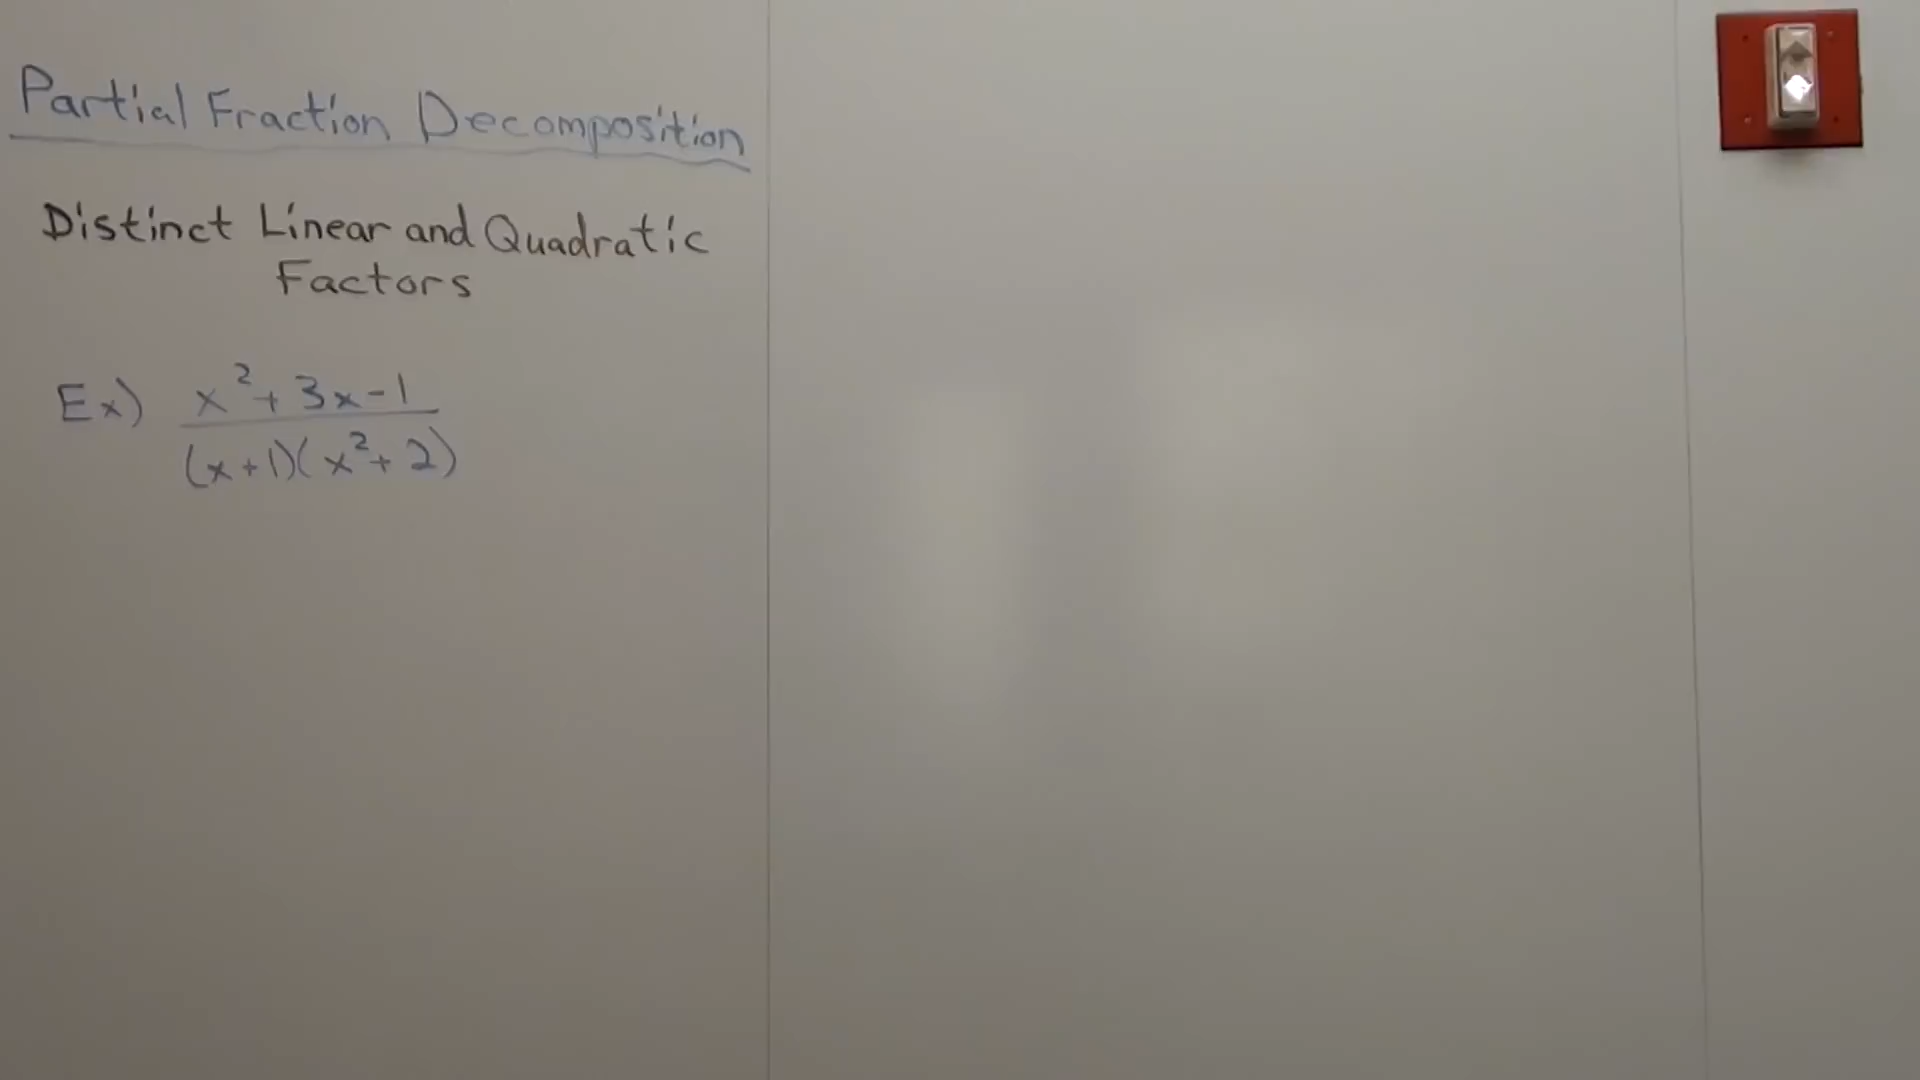 Partial Fraction Decomposition
Distinct Linear and Quadratic
Factors
Ex) x²+3x-1
(x+1)(x²+2)